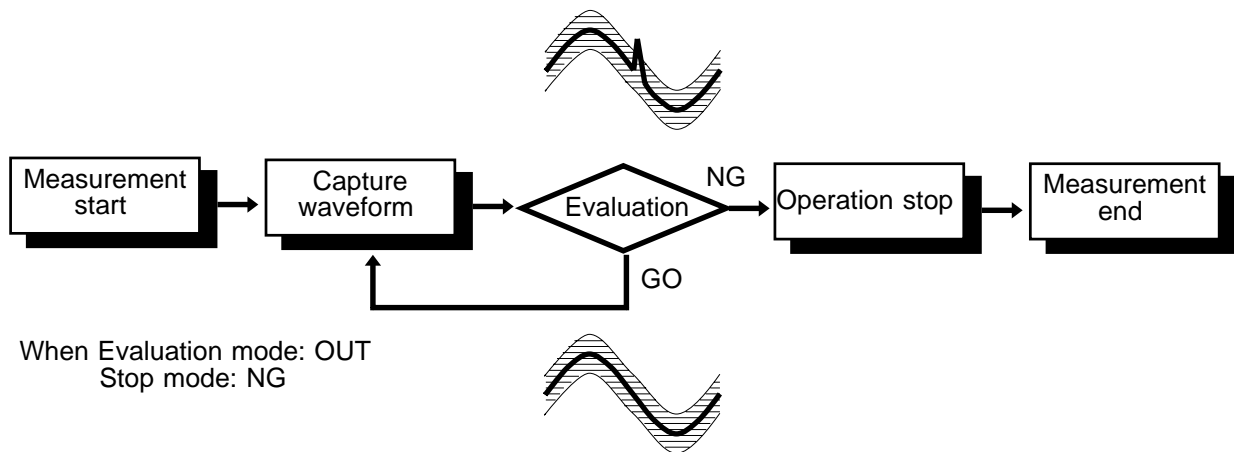 Measurement
start
Capture
waveform
Evaluation
NG
Operation stop
Measurement
end
GO
When Evaluation mode: OUT
Stop mode: NG